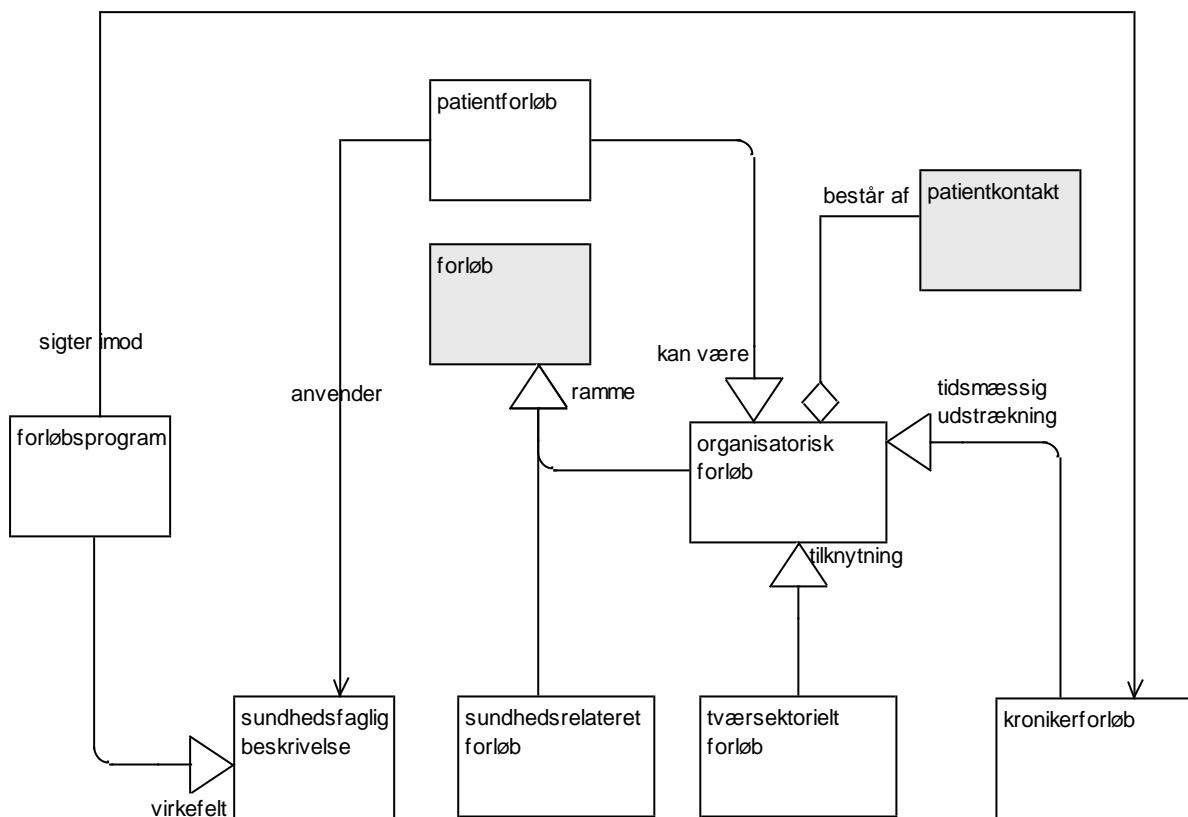 patientforløb
består af
patientkontakt
forløb
sigter imod
kan være
anvender
ramme
tidsmæssig
udstrækning
forløbsprogram
organisatorisk
forløb
tilknytning
sundhedsfaglig
beskrivelse
sundhedsrelateret
forløb
tværsektorielt
forløb
kronikerforløb
virkefelt